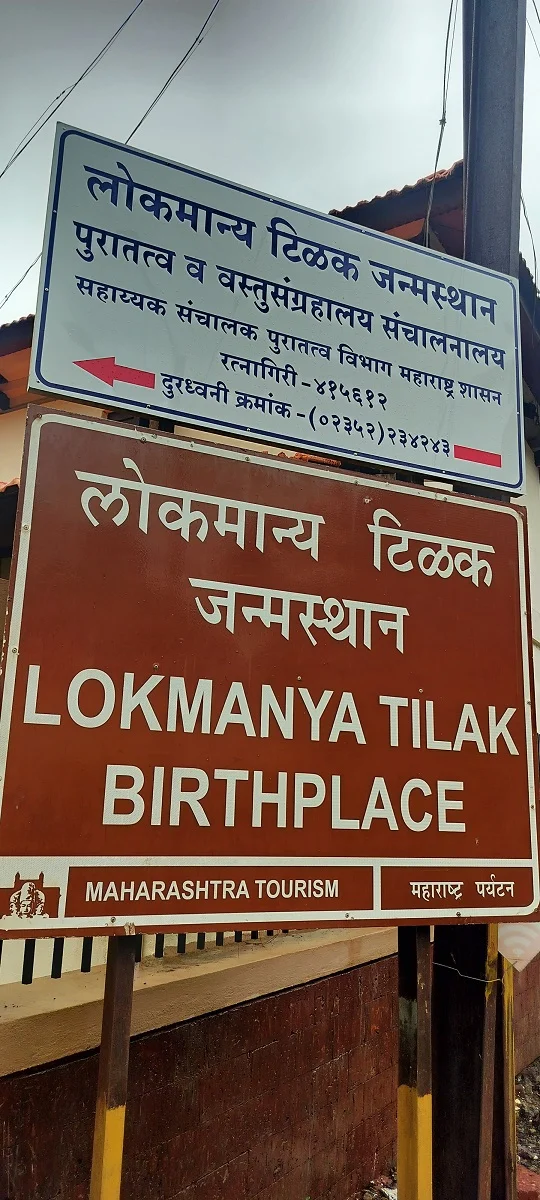 लोकमान्य टिळक जन्मस्थान
पुरातत्व व वस्तुसंग्रहालय संचालनालय
सहाय्यक संचालक पुरातत्व विभाग महाराष्ट्र शासन
रत्नागिरी-४१५६१२
दुरध्वनी क्रमांक-(०२३५२)२३४२४३
लोकमान्य टिळक
जन्मस्थान
LOKMANYA TILAK
BIRTHPLACE
MAHARASHTRA TOURISM
महाराष्ट्र पर्यटन